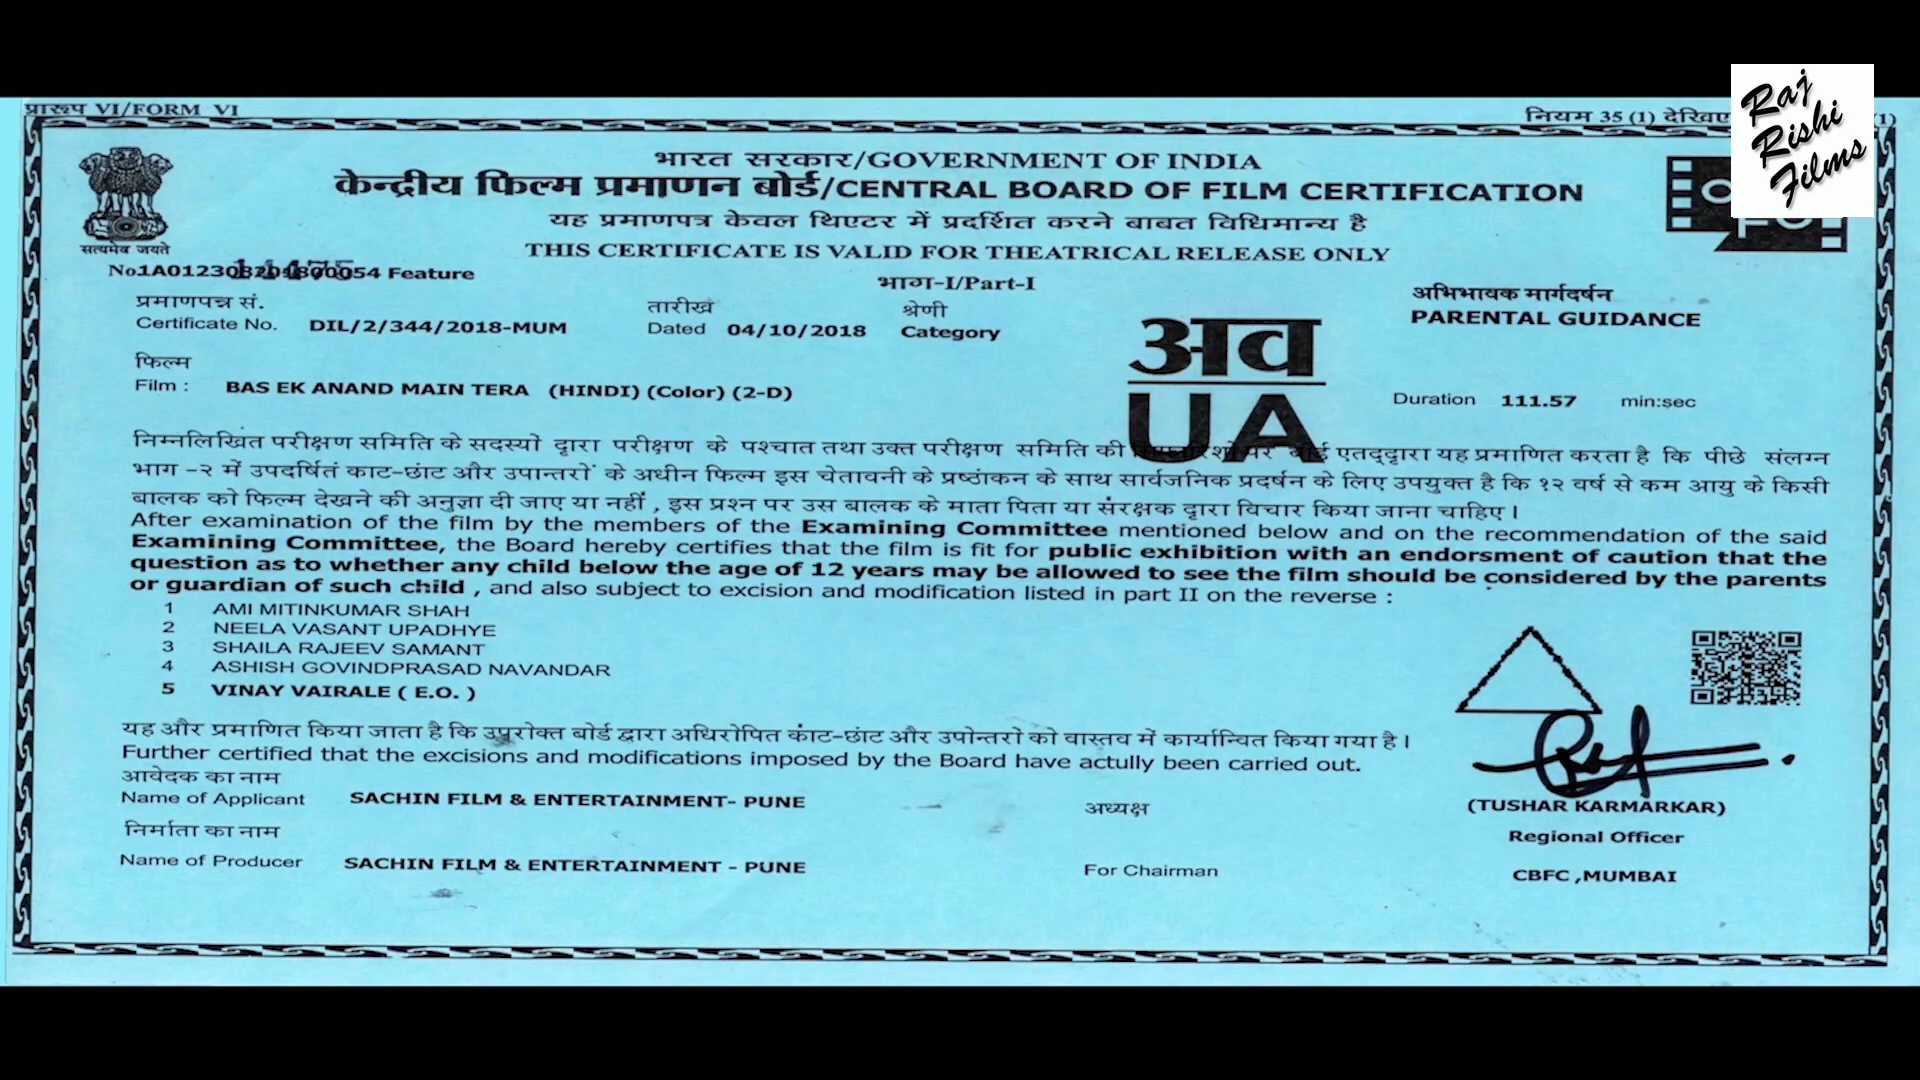 प्रारूप VI/FORM VI
नियम 35 (1) देखिए
1)
Raj
Rishi
Films
भारत सरकार/GOVERNMENT OF INDIA
केन्द्रीय फिल्म प्रमाणन बोर्ड/CENTRAL BOARD OF FILM CERTIFICATION
यह प्रमाणपत्र केवल थिएटर में प्रदर्शित करने बाबत विधिमान्य है
सत्यमेव जयते
THIS CERTIFICATE IS VALID FOR THEATRICAL RELEASE ONLY
Feature
भाग-I/Part-I
प्रमाणपत्र सं.
तारीख
श्रेणी
अभिभावक मार्गदर्षन
Certificate No. DIL/2/344/2018-MUM
Dated 04/10/2018
Category
अव
UA
PARENTAL GUIDANCE
फिल्म
Film : BAS EK ANAND MAIN TERA (HINDI) (Color) (2-D)
Duration 111.57 min:sec
निम्नलिखित परीक्षण समिति के सदस्यों द्वारा परीक्षण के पश्चात तथा उक्त परीक्षण समिति की एतद्द्वारा यह प्रमाणित करता है कि पीछे संलग्न
भाग -२ में उपदर्षितं काट-छांट और उपान्तरों के अधीन फिल्म इस चेतावनी के प्रष्ठांकन के साथ सार्वजनिक प्रदर्षन के लिए उपयुक्त है कि १२ वर्ष से कम आयु के किसी
बालक को फिल्म देखने की अनुज्ञा दी जाए या नहीं , इस प्रश्न पर उस बालक के माता पिता या संरक्षक द्वारा विचार किया जाना चाहिए ।
After examination of the film by the members of the Examining Committee mentioned below and on the recommendation of the said
Examining Committee, the Board hereby certifies that the film is fit for public exhibition with an endorsment of caution that the
question as to whether any child below the age of 12 years may be allowed to see the film should be considered by the parents
or guardian of such child , and also subject to excision and modification listed in part II on the reverse :
1 AMI MITINKUMAR SHAH
2 NEELA VASANT UPADHYE
3 SHAILA RAJEEV SAMANT
4 ASHISH GOVINDPRASAD NAVANDAR
5 VINAY VAIRALE ( E.O. )
यह और प्रमाणित किया जाता है कि उपरोक्त बोर्ड द्वारा अधिरोपित कांट-छांट और उपोन्तरों को वास्तव में कार्यान्वित किया गया है ।
Further certified that the excisions and modifications imposed by the Board have actully been carried out.
आवेदक का नाम
Name of Applicant SACHIN FILM & ENTERTAINMENT- PUNE
अध्यक्ष
(TUSHAR KARMARKAR)
निर्माता का नाम
Regional Officer
Name of Producer SACHIN FILM & ENTERTAINMENT - PUNE
For Chairman
CBFC ,MUMBAI